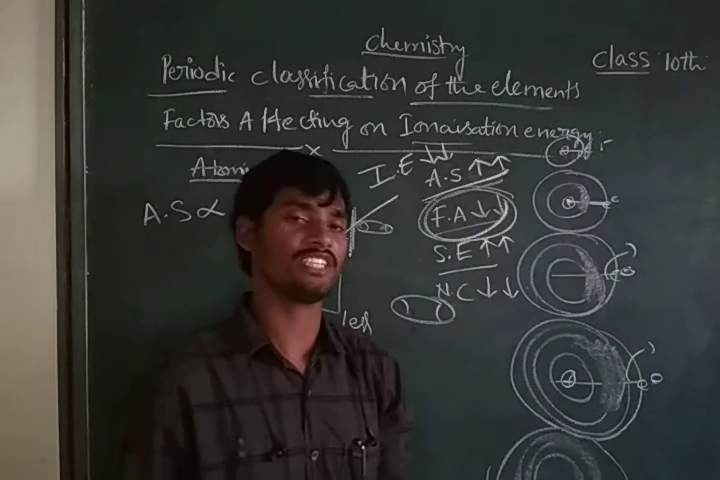 Chemistry
Class 10th
Periodic classification of the elements
Factors Affecting on Ionaisation energy:
I.E ↓↓
A.S ↑↑
A.S ∝
F.A ↓↓
S.E ↑↑
N.C ↓↓